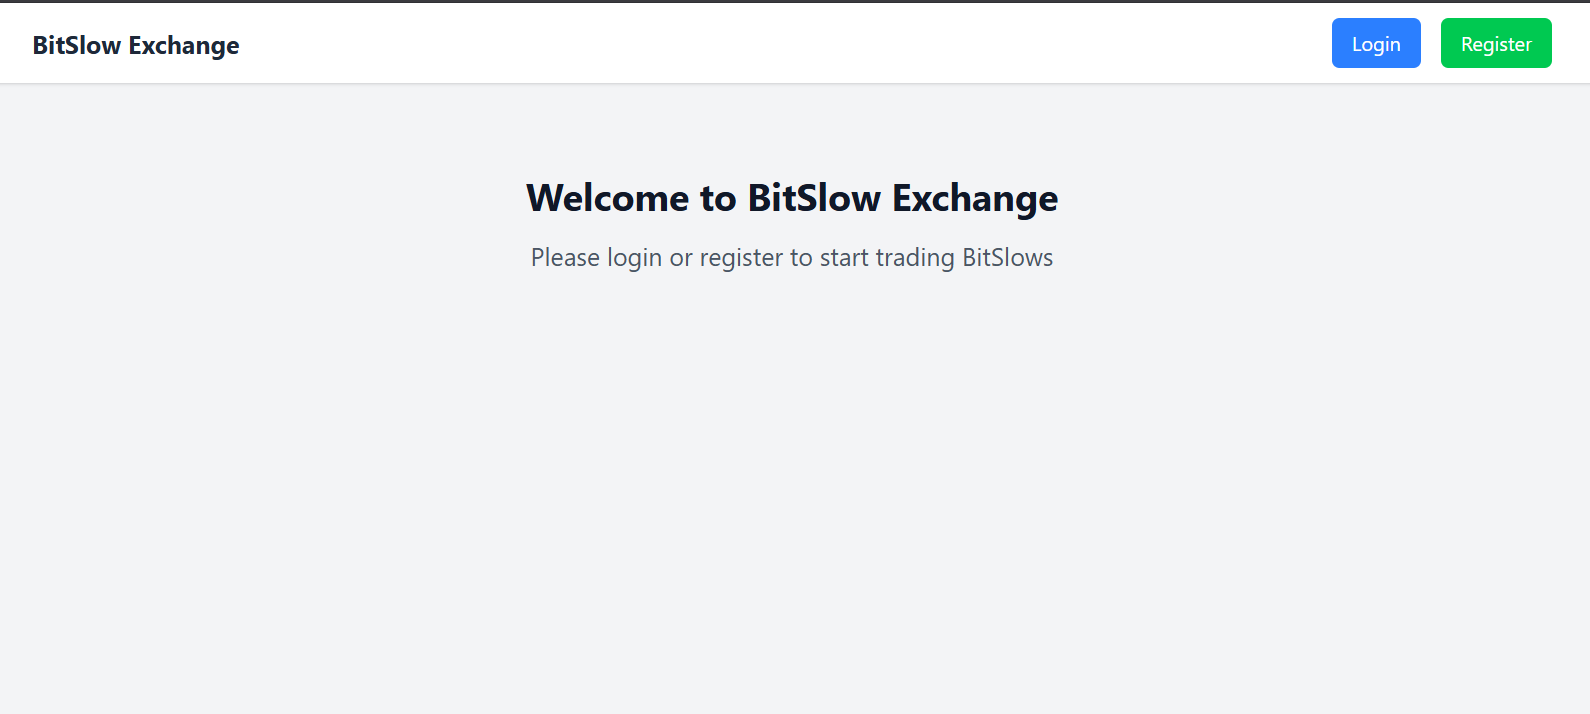 BitSlow Exchange
Login
Register
Welcome to BitSlow Exchange
Please login or register to start trading BitSlows